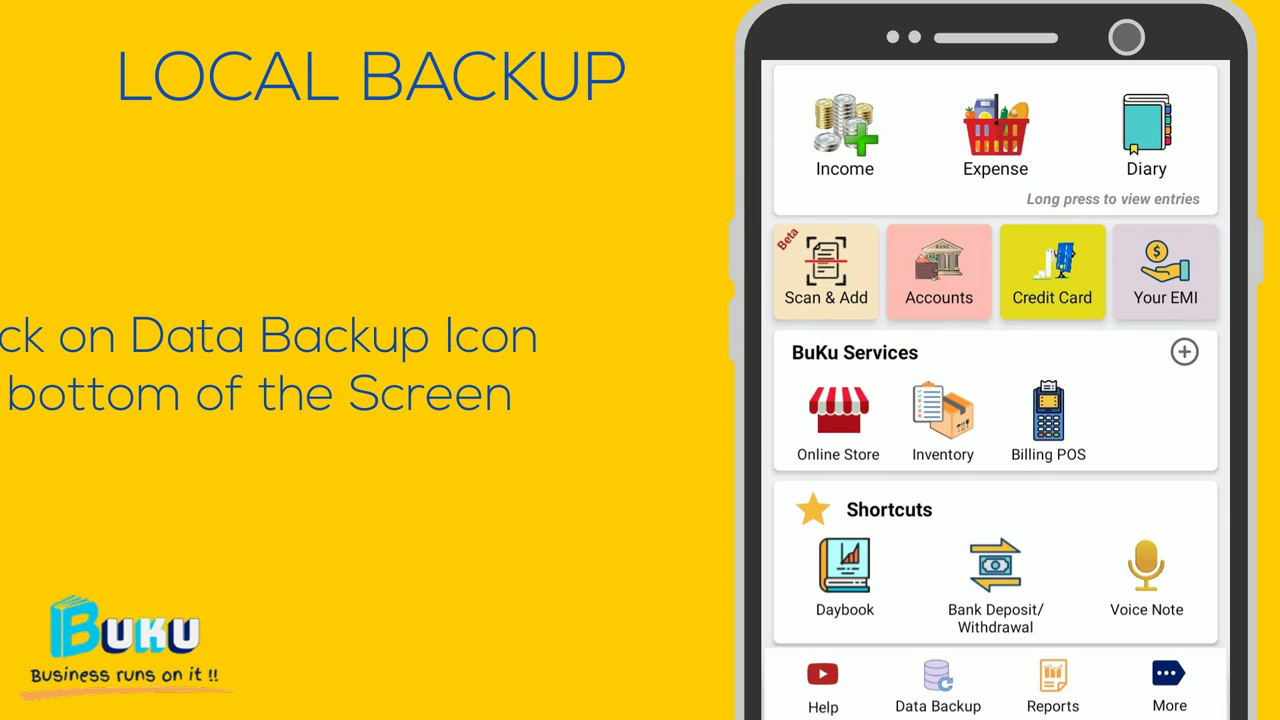 LOCAL BACKUP
ck on Data Backup Icon
bottom of the Screen
BUKU
Business runs on it !!
Income
Expense
Diary
Long press to view entries
Beta
Scan & Add
Accounts
Credit Card
Your EMI
BuKu Services
Online Store
Inventory
Billing POS
Shortcuts
Daybook
Bank Deposit/
Withdrawal
Voice Note
Help
Data Backup
Reports
More